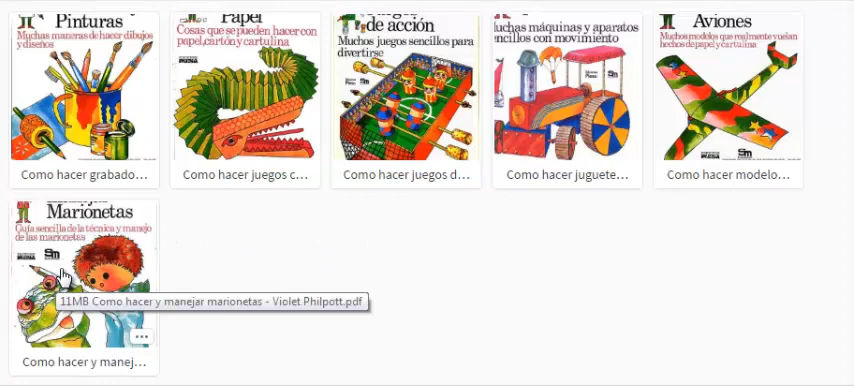 Pinturas
Muchas maneras de hacer dibujos
y diseños
Como hacer grabado...
Papel
Cosas que se pueden hacer con
papel, cartón y cartulina
Como hacer juegos c...
de acción
Muchos juegos sencillos para
divertirse
Como hacer juegos d...
Muchas máquinas y aparatos
sencillos con movimiento
Como hacer juguete...
Aviones
Muchos modelos que realmente vuelan
hechos de papel y cartulina
Como hacer modelo...
Marionetas
Guía sencilla de la técnica y manejo
de las marionetas
sm
11MB Como hacer y manejar marionetas - Violet Philpott.pdf
Como hacer y manej...